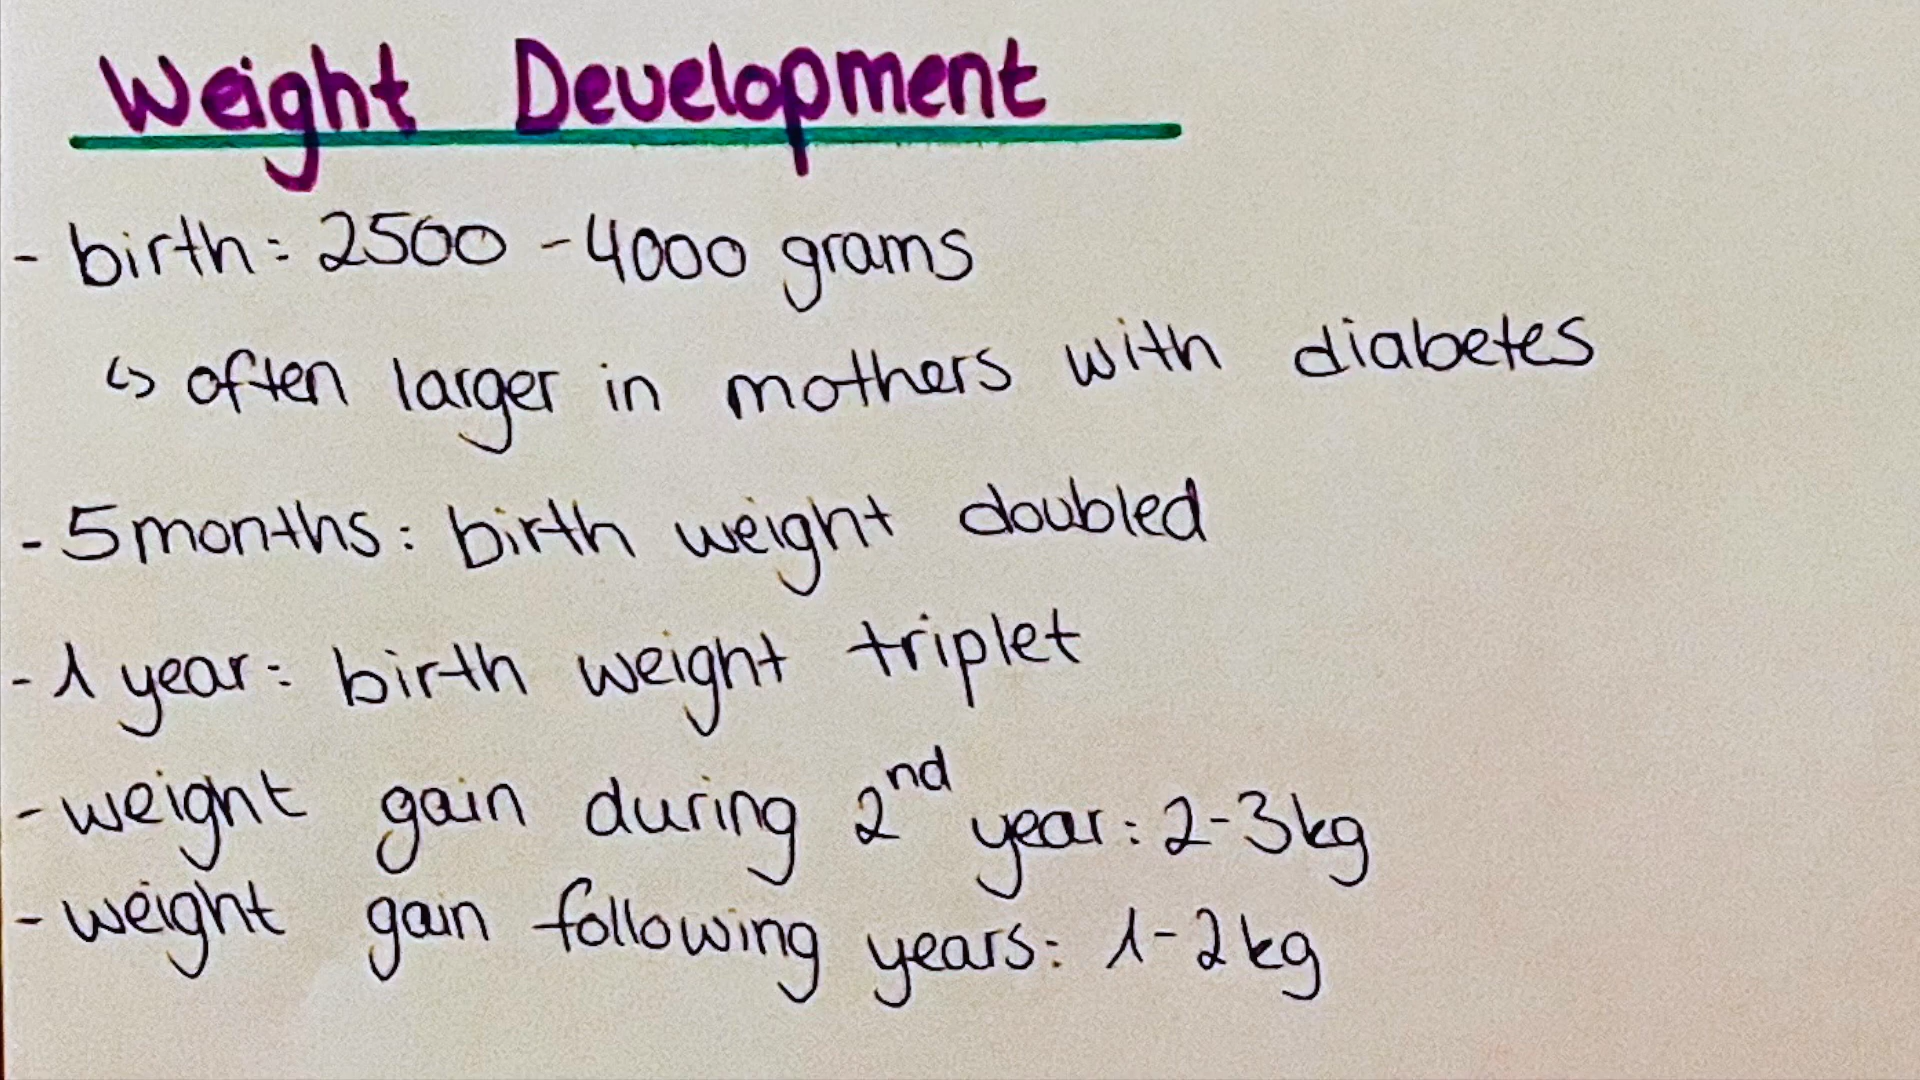 Weight Development
- birth: 2500 - 4000 grams
↳ often larger in mothers with diabetes
- 5 months: birth weight doubled
- 1 year: birth weight triplet
- weight gain during 2nd year: 2-3kg
- weight gain following years: 1-2kg